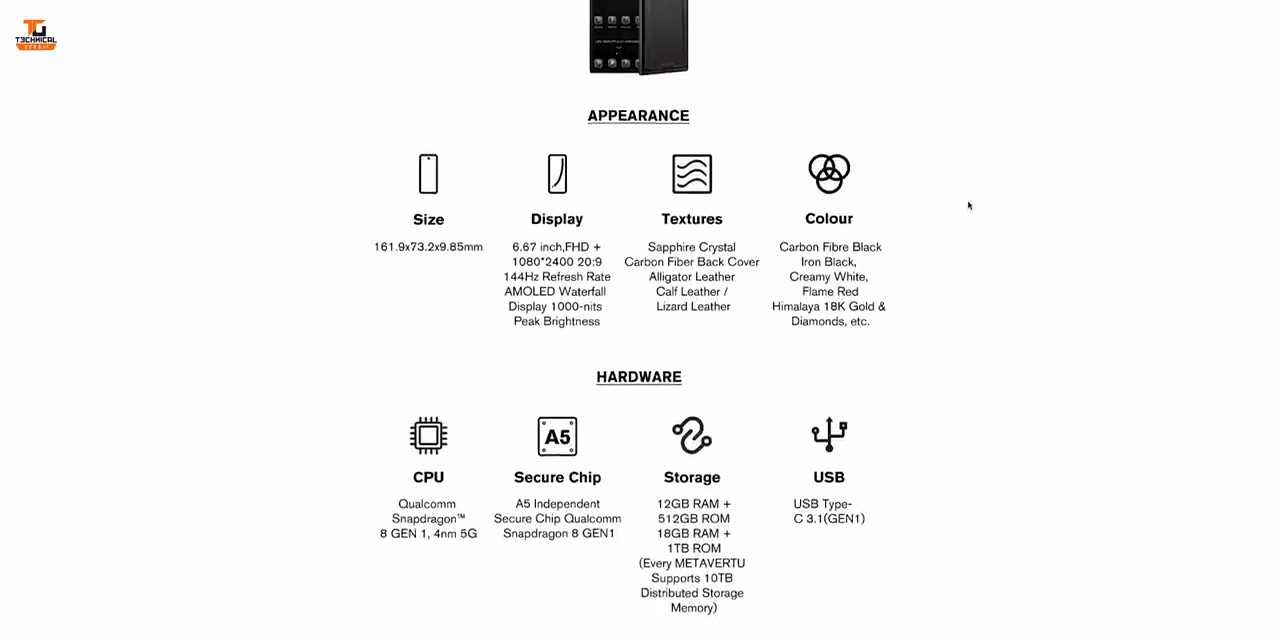 TG
T3CHNICAL
APPEARANCE
Size
161.9x73.2x9.85mm
Display
6.67 inch,FHD +
1080*2400 20:9
144Hz Refresh Rate
AMOLED Waterfall
Display 1000-nits
Peak Brightness
Textures
Sapphire Crystal
Carbon Fiber Back Cover
Alligator Leather
Calf Leather /
Lizard Leather
Colour
Carbon Fibre Black
Iron Black,
Creamy White,
Flame Red
Himalaya 18K Gold &
Diamonds, etc.
HARDWARE
CPU
Qualcomm
Snapdragon™
8 GEN 1, 4nm 5G
A5
Secure Chip
A5 Independent
Secure Chip Qualcomm
Snapdragon 8 GEN1
Storage
12GB RAM +
512GB ROM
18GB RAM +
1TB ROM
(Every METAVERTU
Supports 10TB
Distributed Storage
Memory)
USB
USB Type-
C 3.1(GEN1)